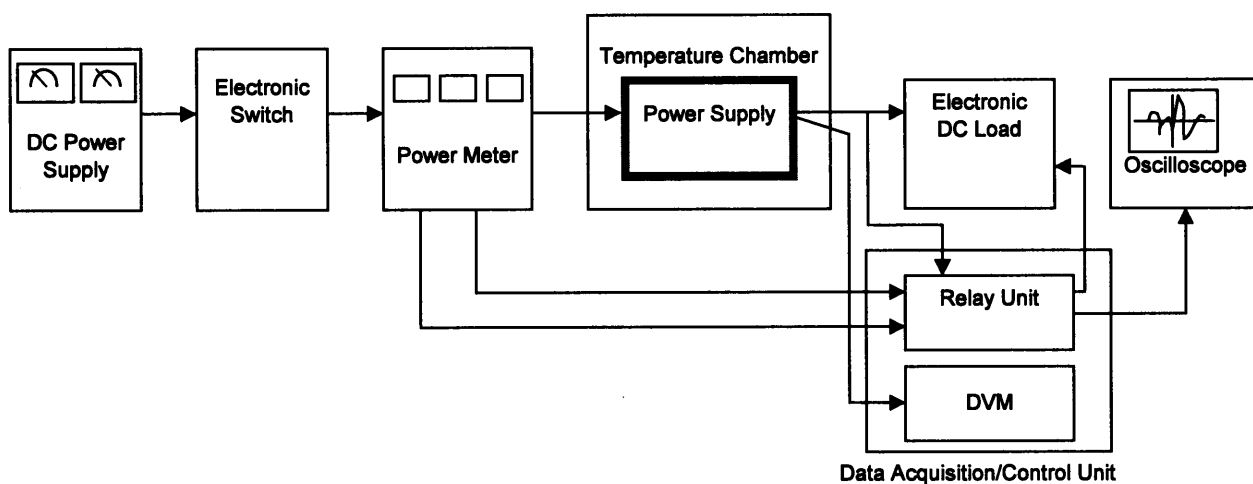 DC Power
Supply
Electronic
Switch
Power Meter
Temperature Chamber
Power Supply
Electronic
DC Load
Oscilloscope
Relay Unit
DVM
Data Acquisition/Control Unit